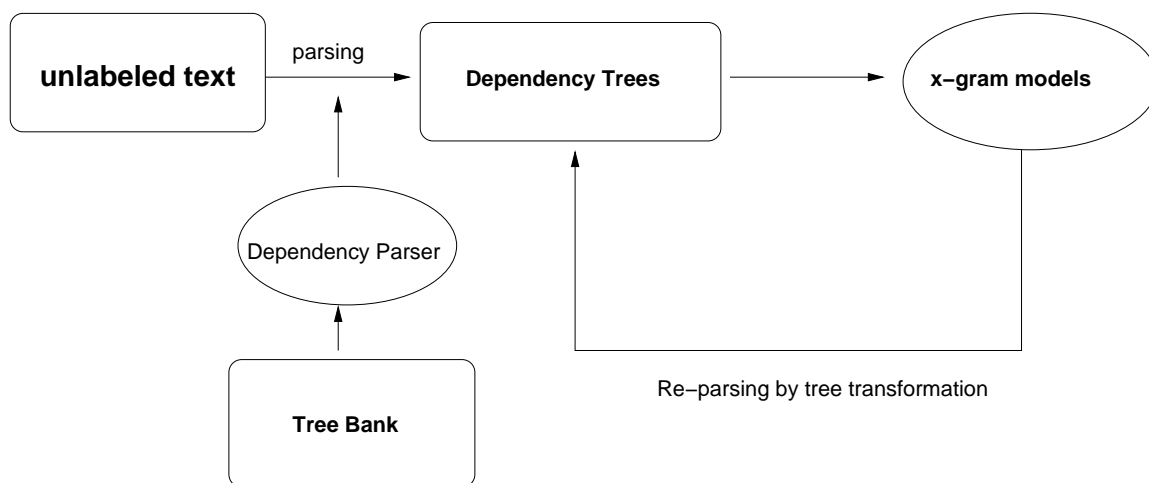 parsing
unlabeled text
Dependency Trees
x−gram models
Dependency Parser
Re−parsing by tree transformation
Tree Bank